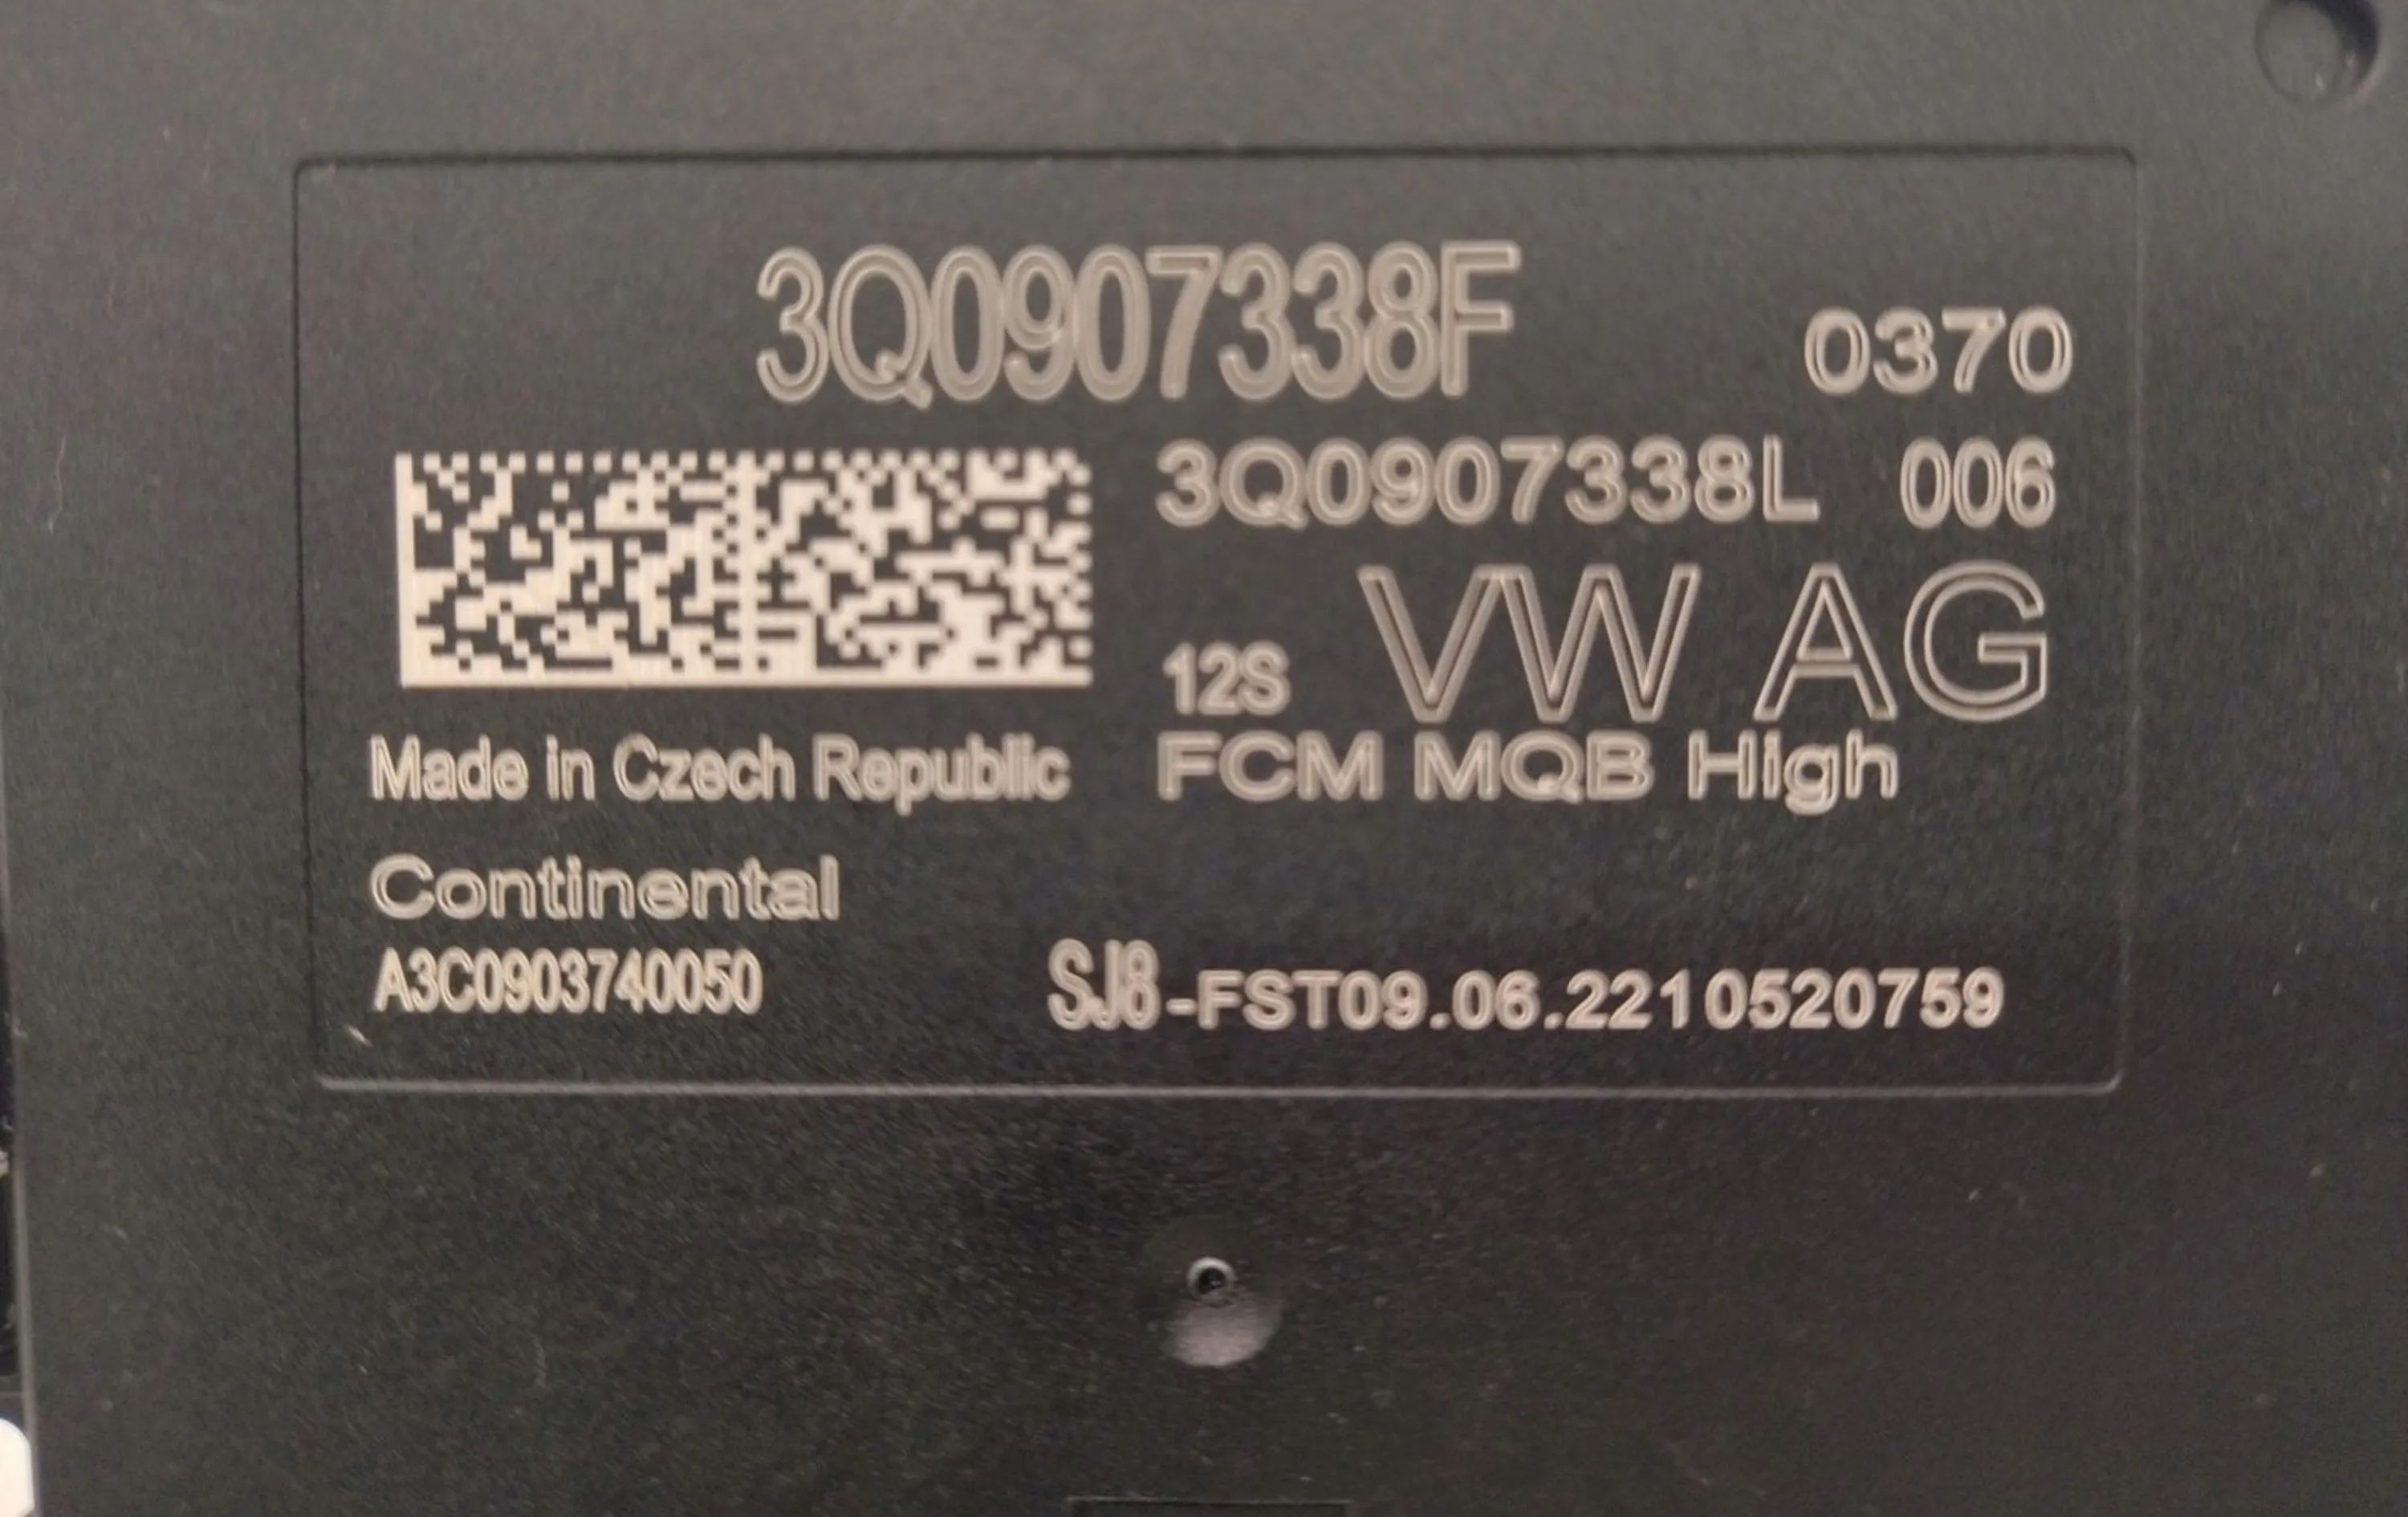 3Q0907338F 0370
3Q0907338L 006
12S VW AG
Made in Czech Republic FCM MQB High
Continental
A3C0903740050 SJ8-FST09.06.2210520759